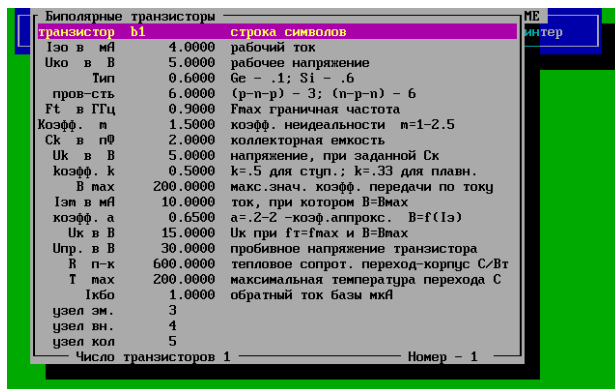 Биполярные транзисторы
МЕ
транзистор b1 строка символов
интер
Iзо в мА 4.0000 рабочий ток
Uко в В 5.0000 рабочее напряжение
Тип 0.6000 Ge - .1; Si - .6
пров-сть 6.0000 (p-n-p) - 3; (n-p-n) - 6
Ft в ГГц 0.9000 Fmax граничная частота
Коэфф. m 1.5000 коэфф. неидеальности m=1-2.5
Ck в пФ 2.0000 коллекторная емкость
Uk в В 5.0000 напряжение, при заданной Ск
коэфф. k 0.5000 k=.5 для ступ.; k=.33 для плавн.
B max 200.0000 макс.знач. коэфф. передачи по току
Iэm в мА 10.0000 ток, при котором В=Вmax
коэфф. a 0.6500 a=.2-2 -коэф.аппрокс. B=f(Iэ)
Uк в В 15.0000 Uк при fт=fmax и В=Вmax
Uпр. в В 30.0000 пробивное напряжение транзистора
R п-к 600.0000 тепловое сопрот. переход-корпус С/Вт
T max 200.0000 максимальная температура перехода С
Iкбо 1.0000 обратный ток базы мкА
узел эм. 3
узел вн. 4
узел кол 5
Число транзисторов 1 Номер - 1